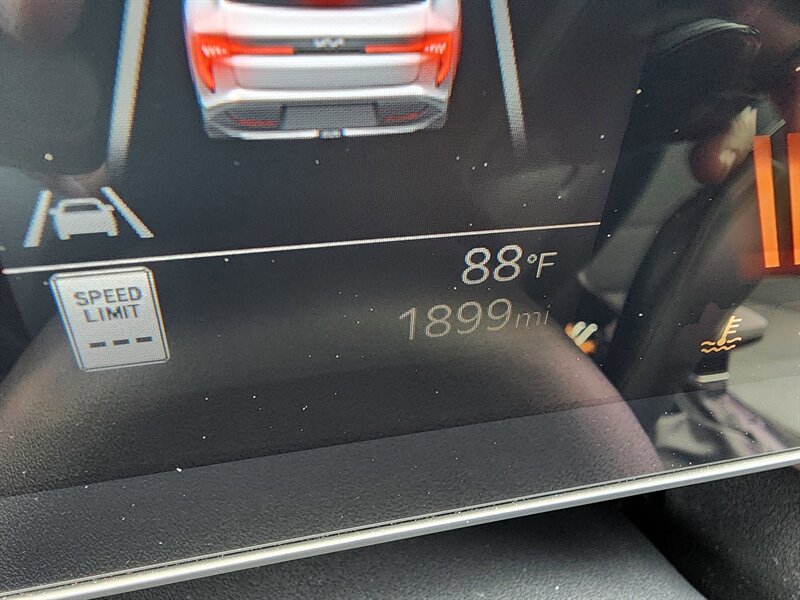 88°F
SPEED
LIMIT
---
1899mi